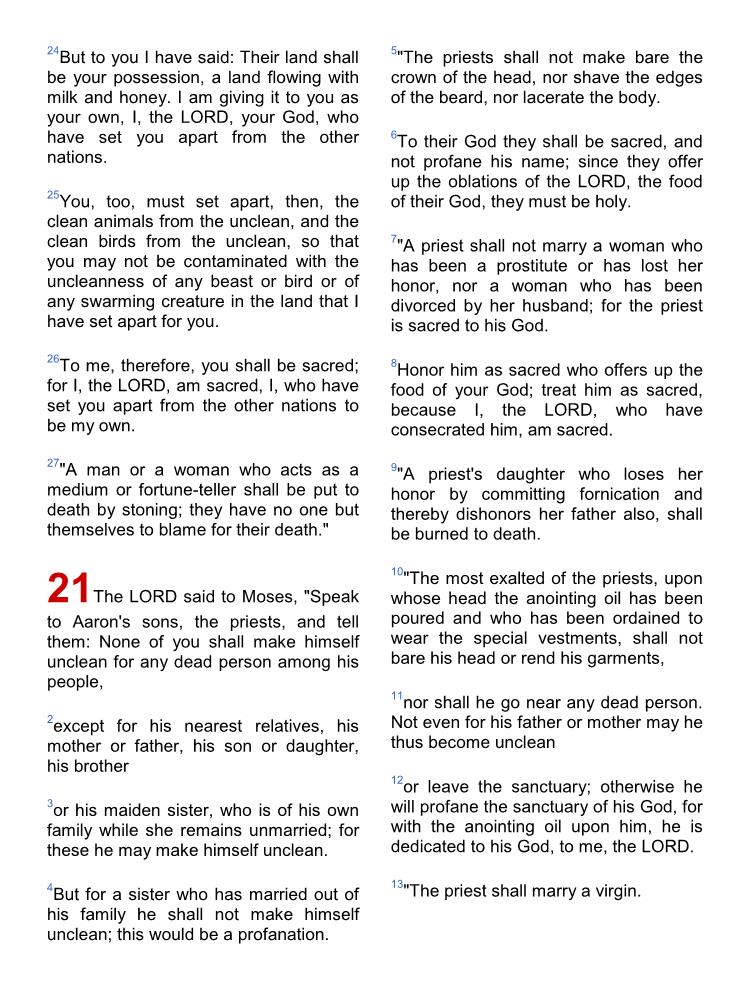 24But to you I have said: Their land shall
be your possession, a land flowing with
milk and honey. I am giving it to you as
your own, I, the LORD, your God, who
have set you apart from the other
nations.
25You, too, must set apart, then, the
clean animals from the unclean, and the
clean birds from the unclean, so that
you may not be contaminated with the
uncleanness of any beast or bird or of
any swarming creature in the land that I
have set apart for you.
26To me, therefore, you shall be sacred;
for I, the LORD, am sacred, I, who have
set you apart from the other nations to
be my own.
27"A man or a woman who acts as a
medium or fortune-teller shall be put to
death by stoning; they have no one but
themselves to blame for their death."
21The LORD said to Moses, "Speak
to Aaron's sons, the priests, and tell
them: None of you shall make himself
unclean for any dead person among his
people,
2except for his nearest relatives, his
mother or father, his son or daughter,
his brother
3or his maiden sister, who is of his own
family while she remains unmarried; for
these he may make himself unclean.
4But for a sister who has married out of
his family he shall not make himself
unclean; this would be a profanation.
5"The priests shall not make bare the
crown of the head, nor shave the edges
of the beard, nor lacerate the body.
6To their God they shall be sacred, and
not profane his name; since they offer
up the oblations of the LORD, the food
of their God, they must be holy.
7"A priest shall not marry a woman who
has been a prostitute or has lost her
honor, nor a woman who has been
divorced by her husband; for the priest
is sacred to his God.
8Honor him as sacred who offers up the
food of your God; treat him as sacred,
because I, the LORD, who have
consecrated him, am sacred.
9"A priest's daughter who loses her
honor by committing fornication and
thereby dishonors her father also, shall
be burned to death.
10"The most exalted of the priests, upon
whose head the anointing oil has been
poured and who has been ordained to
wear the special vestments, shall not
bare his head or rend his garments,
11nor shall he go near any dead person.
Not even for his father or mother may he
thus become unclean
12or leave the sanctuary; otherwise he
will profane the sanctuary of his God, for
with the anointing oil upon him, he is
dedicated to his God, to me, the LORD.
13"The priest shall marry a virgin.